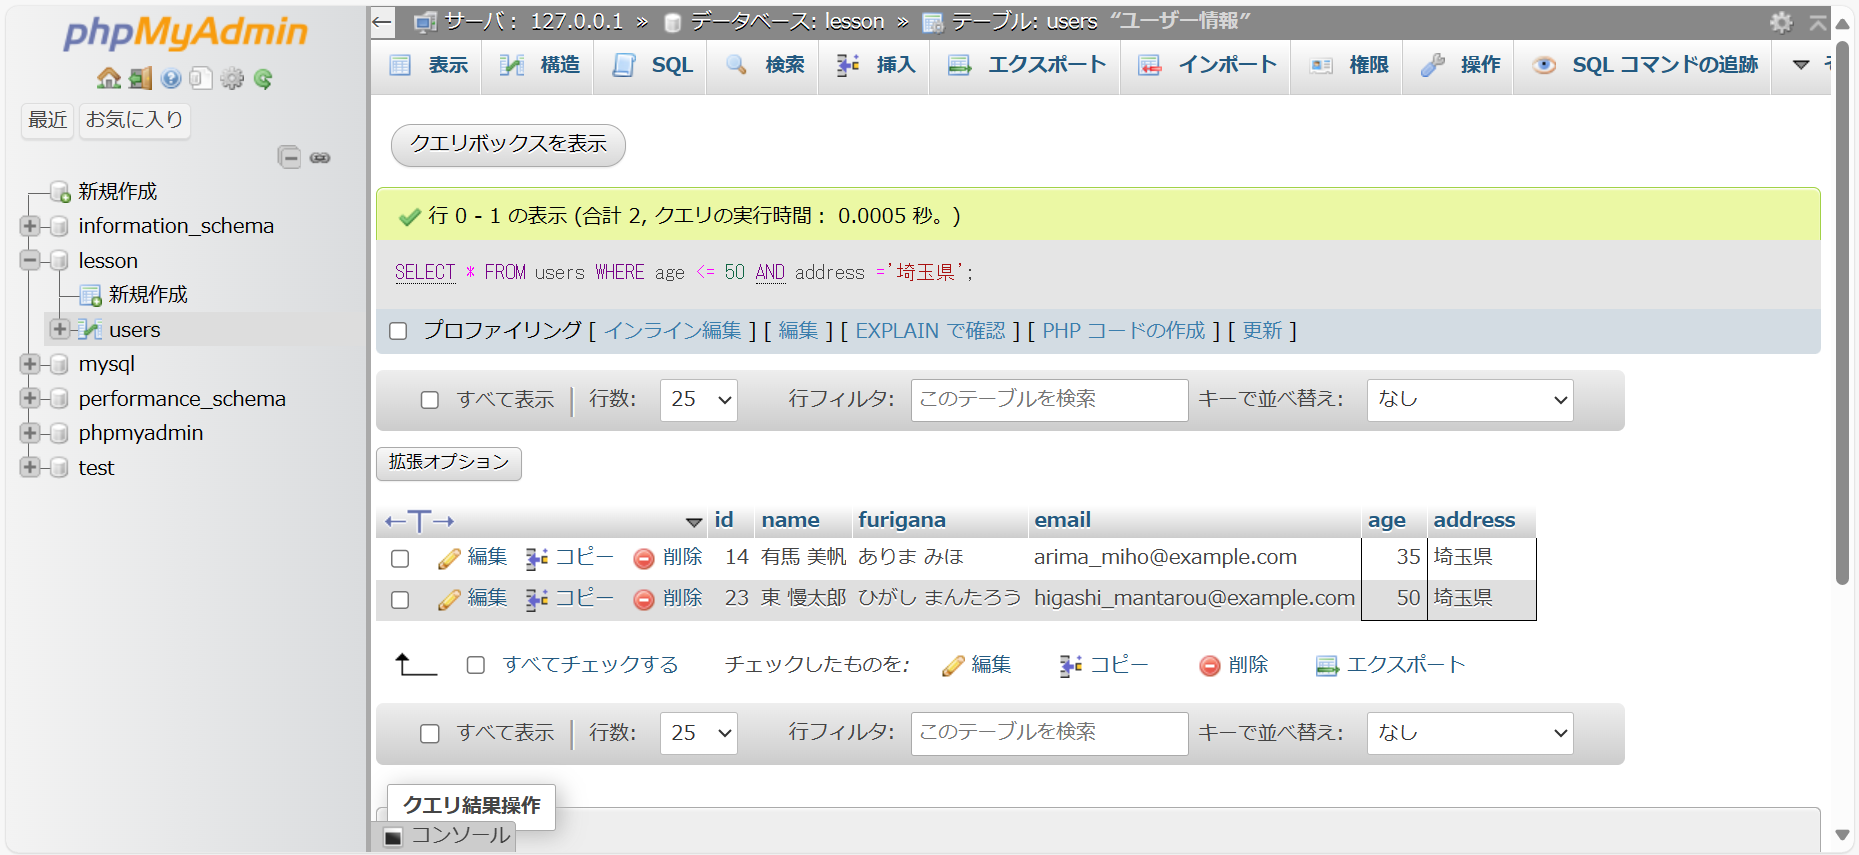 phpMyAdmin
最近 お気に入り
新規作成
information_schema
lesson
新規作成
users
mysql
performance_schema
phpmyadmin
test
サーバ: 127.0.0.1 » データベース: lesson » テーブル: users “ユーザー情報”
表示 構造 SQL 検索 挿入 エクスポート インポート 権限 操作 SQL コマンドの追跡
クエリボックスを表示
行 0 - 1 の表示 (合計 2, クエリの実行時間: 0.0005 秒。)
SELECT * FROM users WHERE age <= 50 AND address ='埼玉県';
プロファイリング [ インライン編集 ] [ 編集 ] [ EXPLAIN で確認 ] [ PHP コードの作成 ] [ 更新 ]
すべて表示 行数: 25 行フィルタ: このテーブルを検索 キーで並べ替え: なし
拡張オプション
←T→ id name furigana email age address
編集 コピー 削除 14 有馬 美帆 ありま みほ arima_miho@example.com 35 埼玉県
編集 コピー 削除 23 東 慢太郎 ひがし まんたろう higashi_mantarou@example.com 50 埼玉県
すべてチェックする チェックしたものを: 編集 コピー 削除 エクスポート
すべて表示 行数: 25 行フィルタ: このテーブルを検索 キーで並べ替え: なし
クエリ結果操作
コンソール